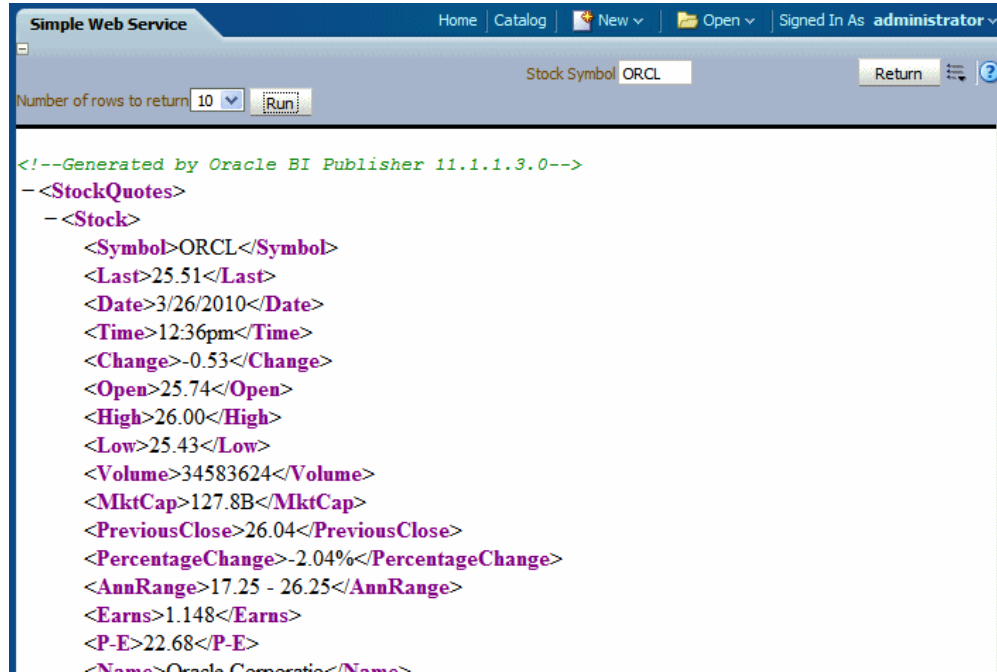 Simple Web Service
Home Catalog New Open Signed In As administrator
Stock Symbol ORCL Return
Number of rows to return 10 Run
<!--Generated by Oracle BI Publisher 11.1.1.3.0-->
−<StockQuotes>
−<Stock>
<Symbol>ORCL</Symbol>
<Last>25.51</Last>
<Date>3/26/2010</Date>
<Time>12:36pm</Time>
<Change>-0.53</Change>
<Open>25.74</Open>
<High>26.00</High>
<Low>25.43</Low>
<Volume>34583624</Volume>
<MktCap>127.8B</MktCap>
<PreviousClose>26.04</PreviousClose>
<PercentageChange>-2.04%</PercentageChange>
<AnnRange>17.25 - 26.25</AnnRange>
<Earns>1.148</Earns>
<P-E>22.68</P-E>
<Name>Oracle Corporatio</Name>